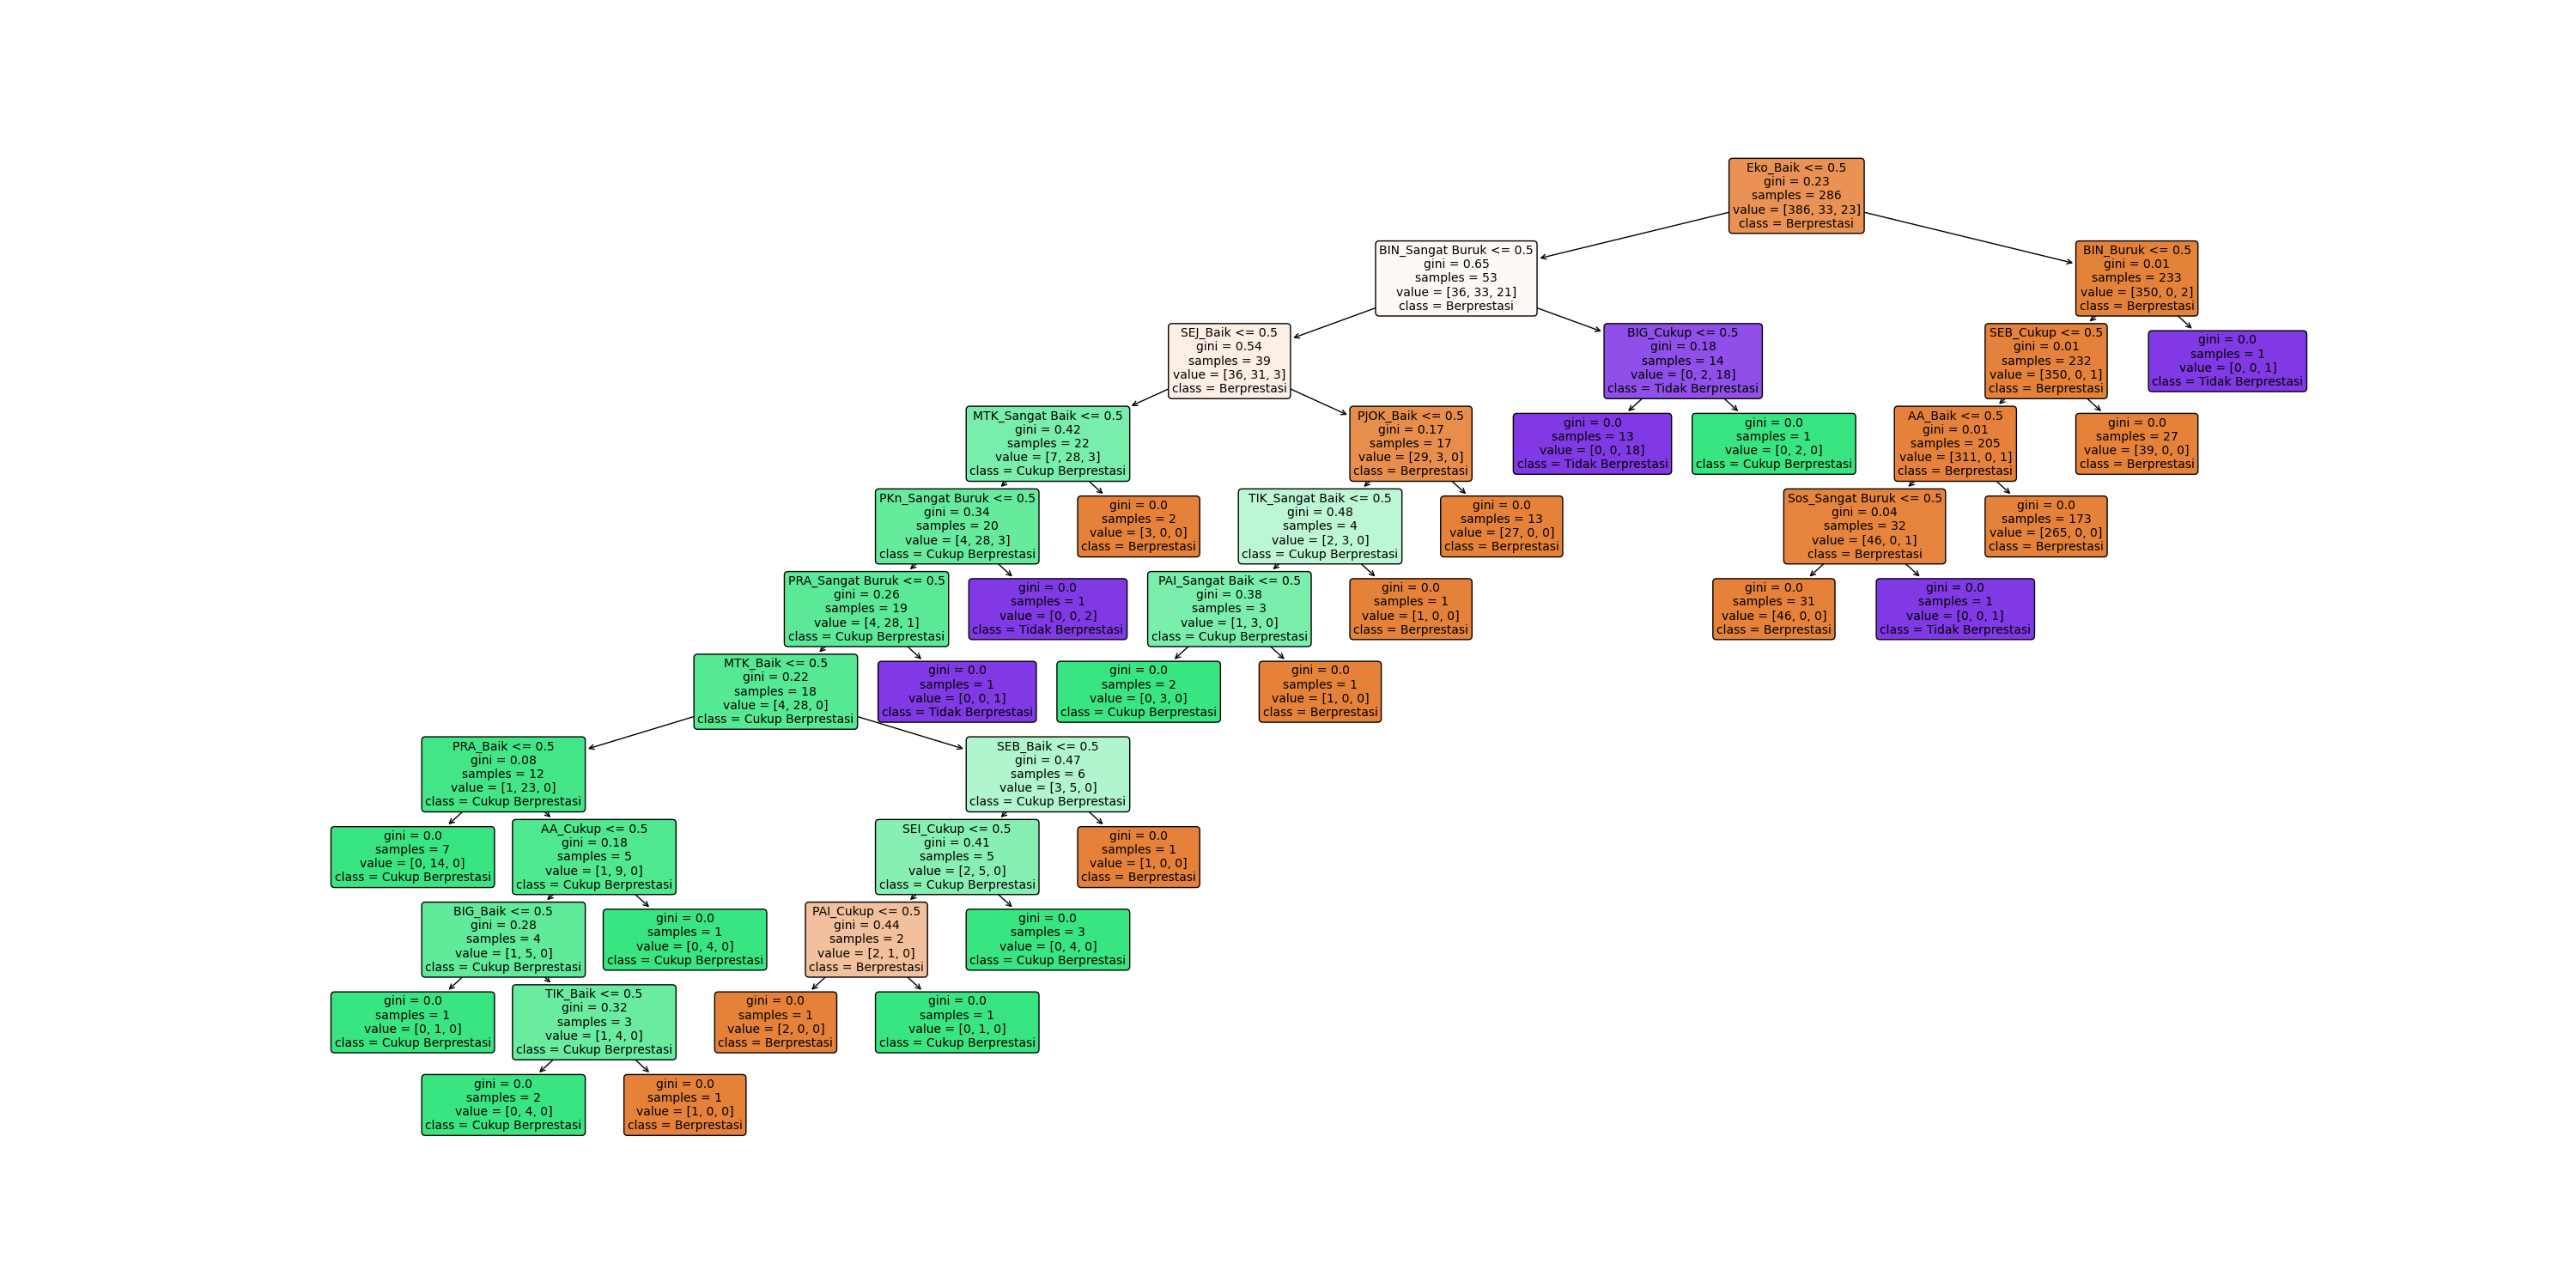 Eko_Baik <= 0.5
gini = 0.23
samples = 286
value = [386, 33, 23]
class = Berprestasi
BIN_Sangat Buruk <= 0.5
gini = 0.65
samples = 53
value = [36, 33, 21]
class = Berprestasi
BIN_Buruk <= 0.5
gini = 0.01
samples = 233
value = [350, 0, 2]
class = Berprestasi
SEJ_Baik <= 0.5
gini = 0.54
samples = 39
value = [36, 31, 3]
class = Berprestasi
BIG_Cukup <= 0.5
gini = 0.18
samples = 14
value = [0, 2, 18]
class = Tidak Berprestasi
SEB_Cukup <= 0.5
gini = 0.01
samples = 232
value = [350, 0, 1]
class = Berprestasi
gini = 0.0
samples = 1
value = [0, 0, 1]
class = Tidak Berprestasi
MTK_Sangat Baik <= 0.5
gini = 0.42
samples = 22
value = [7, 28, 3]
class = Cukup Berprestasi
PJOK_Baik <= 0.5
gini = 0.17
samples = 17
value = [29, 3, 0]
class = Berprestasi
gini = 0.0
samples = 13
value = [0, 0, 18]
class = Tidak Berprestasi
gini = 0.0
samples = 1
value = [0, 2, 0]
class = Cukup Berprestasi
AA_Baik <= 0.5
gini = 0.01
samples = 205
value = [311, 0, 1]
class = Berprestasi
gini = 0.0
samples = 27
value = [39, 0, 0]
class = Berprestasi
PKn_Sangat Buruk <= 0.5
gini = 0.34
samples = 20
value = [4, 28, 3]
class = Cukup Berprestasi
gini = 0.0
samples = 2
value = [3, 0, 0]
class = Berprestasi
TIK_Sangat Baik <= 0.5
gini = 0.48
samples = 4
value = [2, 3, 0]
class = Cukup Berprestasi
gini = 0.0
samples = 13
value = [27, 0, 0]
class = Berprestasi
Sos_Sangat Buruk <= 0.5
gini = 0.04
samples = 32
value = [46, 0, 1]
class = Berprestasi
gini = 0.0
samples = 173
value = [265, 0, 0]
class = Berprestasi
PRA_Sangat Buruk <= 0.5
gini = 0.26
samples = 19
value = [4, 28, 1]
class = Cukup Berprestasi
gini = 0.0
samples = 1
value = [0, 0, 2]
class = Tidak Berprestasi
PAI_Sangat Baik <= 0.5
gini = 0.38
samples = 3
value = [1, 3, 0]
class = Cukup Berprestasi
gini = 0.0
samples = 1
value = [1, 0, 0]
class = Berprestasi
gini = 0.0
samples = 31
value = [46, 0, 0]
class = Berprestasi
gini = 0.0
samples = 1
value = [0, 0, 1]
class = Tidak Berprestasi
MTK_Baik <= 0.5
gini = 0.22
samples = 18
value = [4, 28, 0]
class = Cukup Berprestasi
gini = 0.0
samples = 1
value = [0, 0, 1]
class = Tidak Berprestasi
gini = 0.0
samples = 2
value = [0, 3, 0]
class = Cukup Berprestasi
gini = 0.0
samples = 1
value = [1, 0, 0]
class = Berprestasi
PRA_Baik <= 0.5
gini = 0.08
samples = 12
value = [1, 23, 0]
class = Cukup Berprestasi
SEB_Baik <= 0.5
gini = 0.47
samples = 6
value = [3, 5, 0]
class = Cukup Berprestasi
gini = 0.0
samples = 7
value = [0, 14, 0]
class = Cukup Berprestasi
AA_Cukup <= 0.5
gini = 0.18
samples = 5
value = [1, 9, 0]
class = Cukup Berprestasi
SEI_Cukup <= 0.5
gini = 0.41
samples = 5
value = [2, 5, 0]
class = Cukup Berprestasi
gini = 0.0
samples = 1
value = [1, 0, 0]
class = Berprestasi
BIG_Baik <= 0.5
gini = 0.28
samples = 4
value = [1, 5, 0]
class = Cukup Berprestasi
gini = 0.0
samples = 1
value = [0, 4, 0]
class = Cukup Berprestasi
PAI_Cukup <= 0.5
gini = 0.44
samples = 2
value = [2, 1, 0]
class = Berprestasi
gini = 0.0
samples = 3
value = [0, 4, 0]
class = Cukup Berprestasi
gini = 0.0
samples = 1
value = [0, 1, 0]
class = Cukup Berprestasi
TIK_Baik <= 0.5
gini = 0.32
samples = 3
value = [1, 4, 0]
class = Cukup Berprestasi
gini = 0.0
samples = 1
value = [2, 0, 0]
class = Berprestasi
gini = 0.0
samples = 1
value = [0, 1, 0]
class = Cukup Berprestasi
gini = 0.0
samples = 2
value = [0, 4, 0]
class = Cukup Berprestasi
gini = 0.0
samples = 1
value = [1, 0, 0]
class = Berprestasi